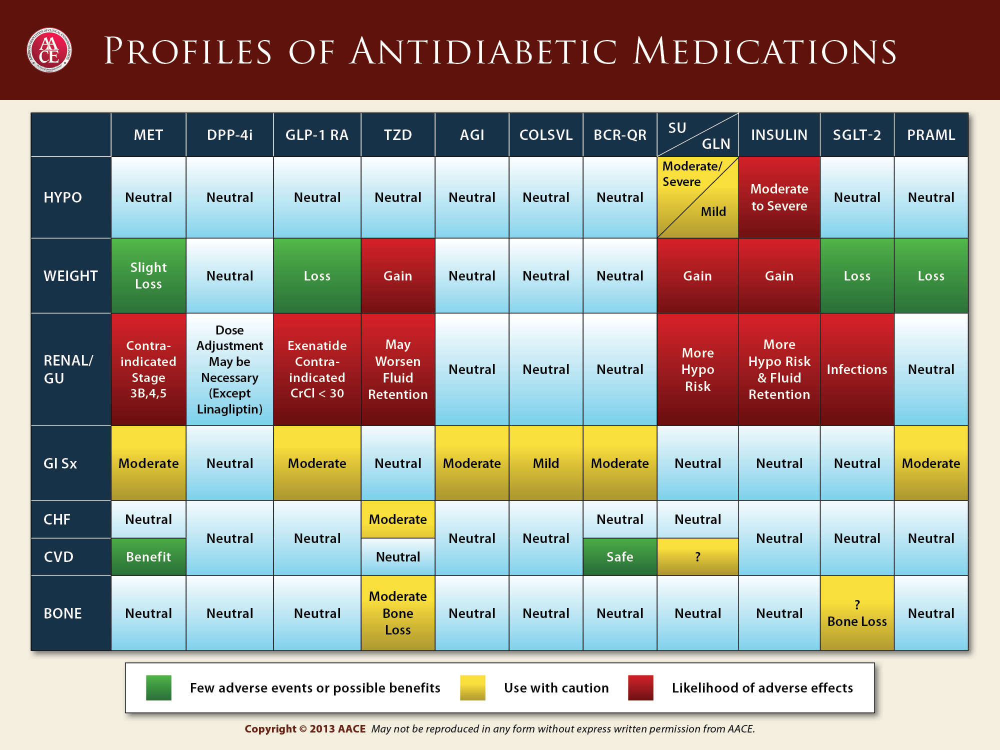 AMERICAN ASSOCIATION OF CLINICAL ENDOCRINOLOGISTS
AA
CE
PROFILES OF ANTIDIABETIC MEDICATIONS
MET
DPP-4i
GLP-1 RA
TZD
AGI
COLSVL
BCR-QR
SU
GLN
INSULIN
SGLT-2
PRAML
HYPO
Neutral
Neutral
Neutral
Neutral
Neutral
Neutral
Neutral
Moderate/
Severe
Mild
Moderate
to Severe
Neutral
Neutral
WEIGHT
Slight
Loss
Neutral
Loss
Gain
Neutral
Neutral
Neutral
Gain
Gain
Loss
Loss
RENAL/
GU
Contra-
indicated
Stage
3B,4,5
Dose
Adjustment
May be
Necessary
(Except
Linagliptin)
Exenatide
Contra-
indicated
CrCl < 30
May
Worsen
Fluid
Retention
Neutral
Neutral
Neutral
More
Hypo
Risk
More
Hypo Risk
& Fluid
Retention
Infections
Neutral
GI Sx
Moderate
Neutral
Moderate
Neutral
Moderate
Mild
Moderate
Neutral
Neutral
Neutral
Moderate
CHF
Neutral
Neutral
Neutral
Moderate
Neutral
Neutral
Neutral
Neutral
Neutral
Neutral
Neutral
CVD
Benefit
Neutral
Safe
?
BONE
Neutral
Neutral
Neutral
Moderate
Bone
Loss
Neutral
Neutral
Neutral
Neutral
Neutral
?
Bone Loss
Neutral
Few adverse events or possible benefits
Use with caution
Likelihood of adverse effects
Copyright © 2013 AACE May not be reproduced in any form without express written permission from AACE.